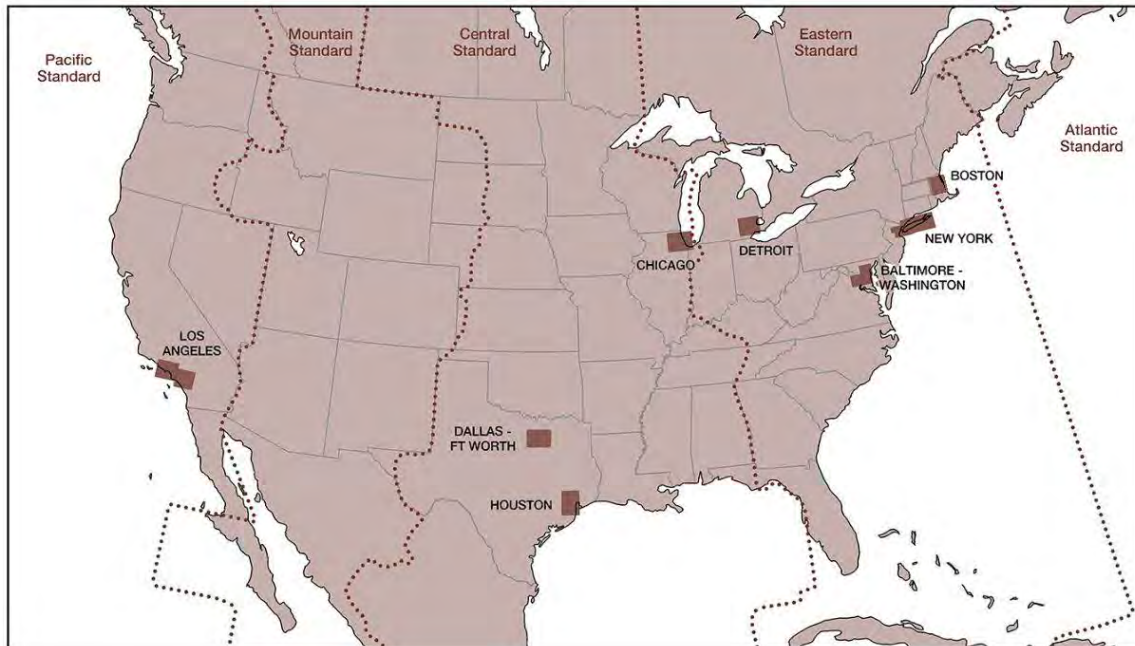 Pacific
Standard
Mountain
Standard
Central
Standard
Eastern
Standard
Atlantic
Standard
BOSTON
NEW YORK
DETROIT
CHICAGO
BALTIMORE -
WASHINGTON
LOS
ANGELES
DALLAS -
FT WORTH
HOUSTON